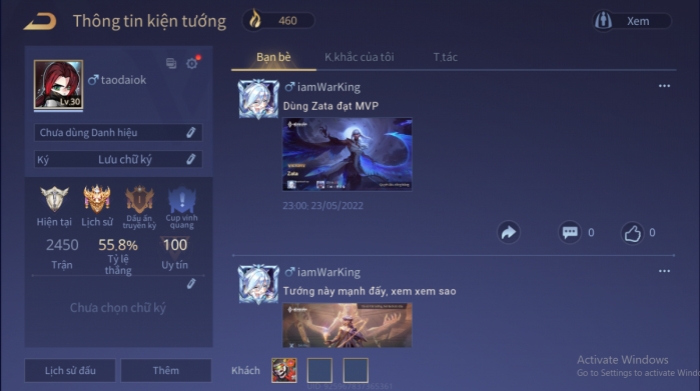 Thông tin kiện tướng
460
Xem
Lv.30
taodaiok
Chưa dùng Danh hiệu
Ký Lưu chữ ký
Hiện tại
Lịch sử
Dấu ấn truyền kỳ
Cup vinh quang
2450 55.8% 100
Trận
Tỷ lệ thắng
Uy tín
Chưa chọn chữ ký
Lịch sử đấu
Thêm
Bạn bè K.khắc của tôi T.tác
iamWarKing
Dùng Zata đạt MVP
Zata
23:00 23/05/2022
0 0
iamWarKing
Tướng này mạnh đấy, xem xem sao
Khách
Activate Windows
Go to Settings to activate Wind